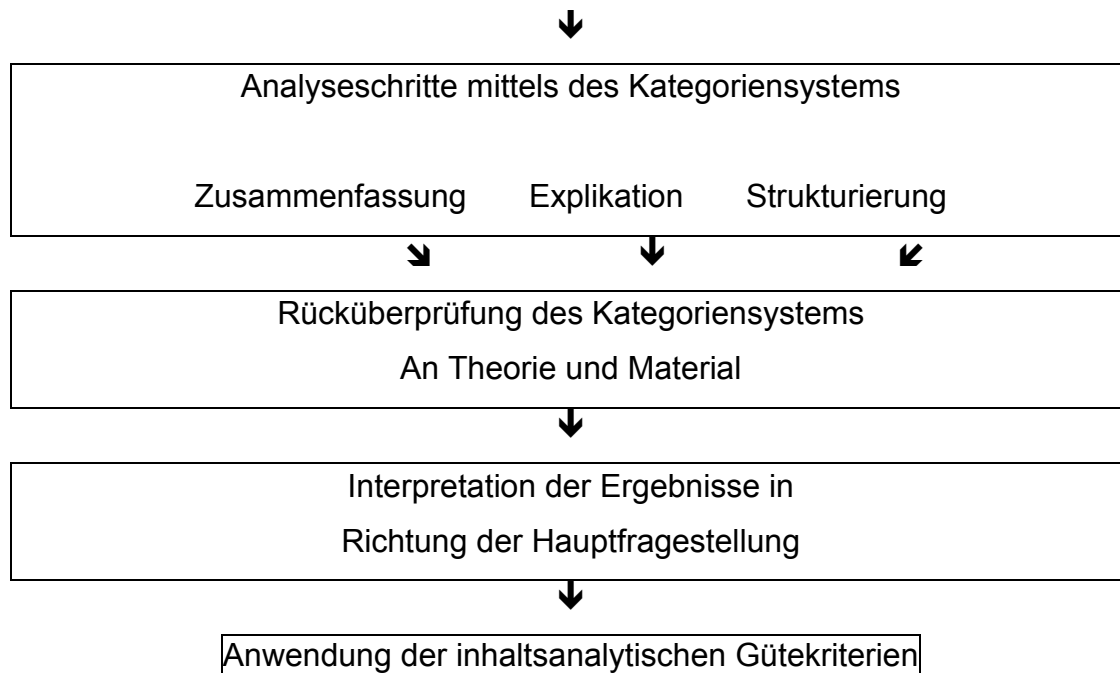 Analyseschritte mittels des Kategoriensystems
Zusammenfassung Explikation Strukturierung
Rücküberprüfung des Kategoriensystems
An Theorie und Material
Interpretation der Ergebnisse in
Richtung der Hauptfragestellung
Anwendung der inhaltsanalytischen Gütekriterien